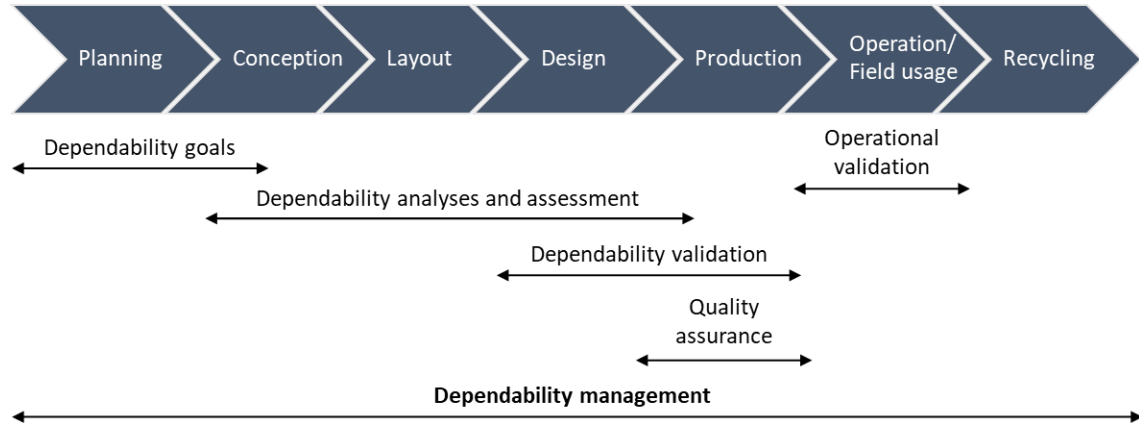 Planning
Conception
Layout
Design
Production
Operation/
Field usage
Recycling
Dependability goals
Operational
validation
Dependability analyses and assessment
Dependability validation
Quality
assurance
Dependability management